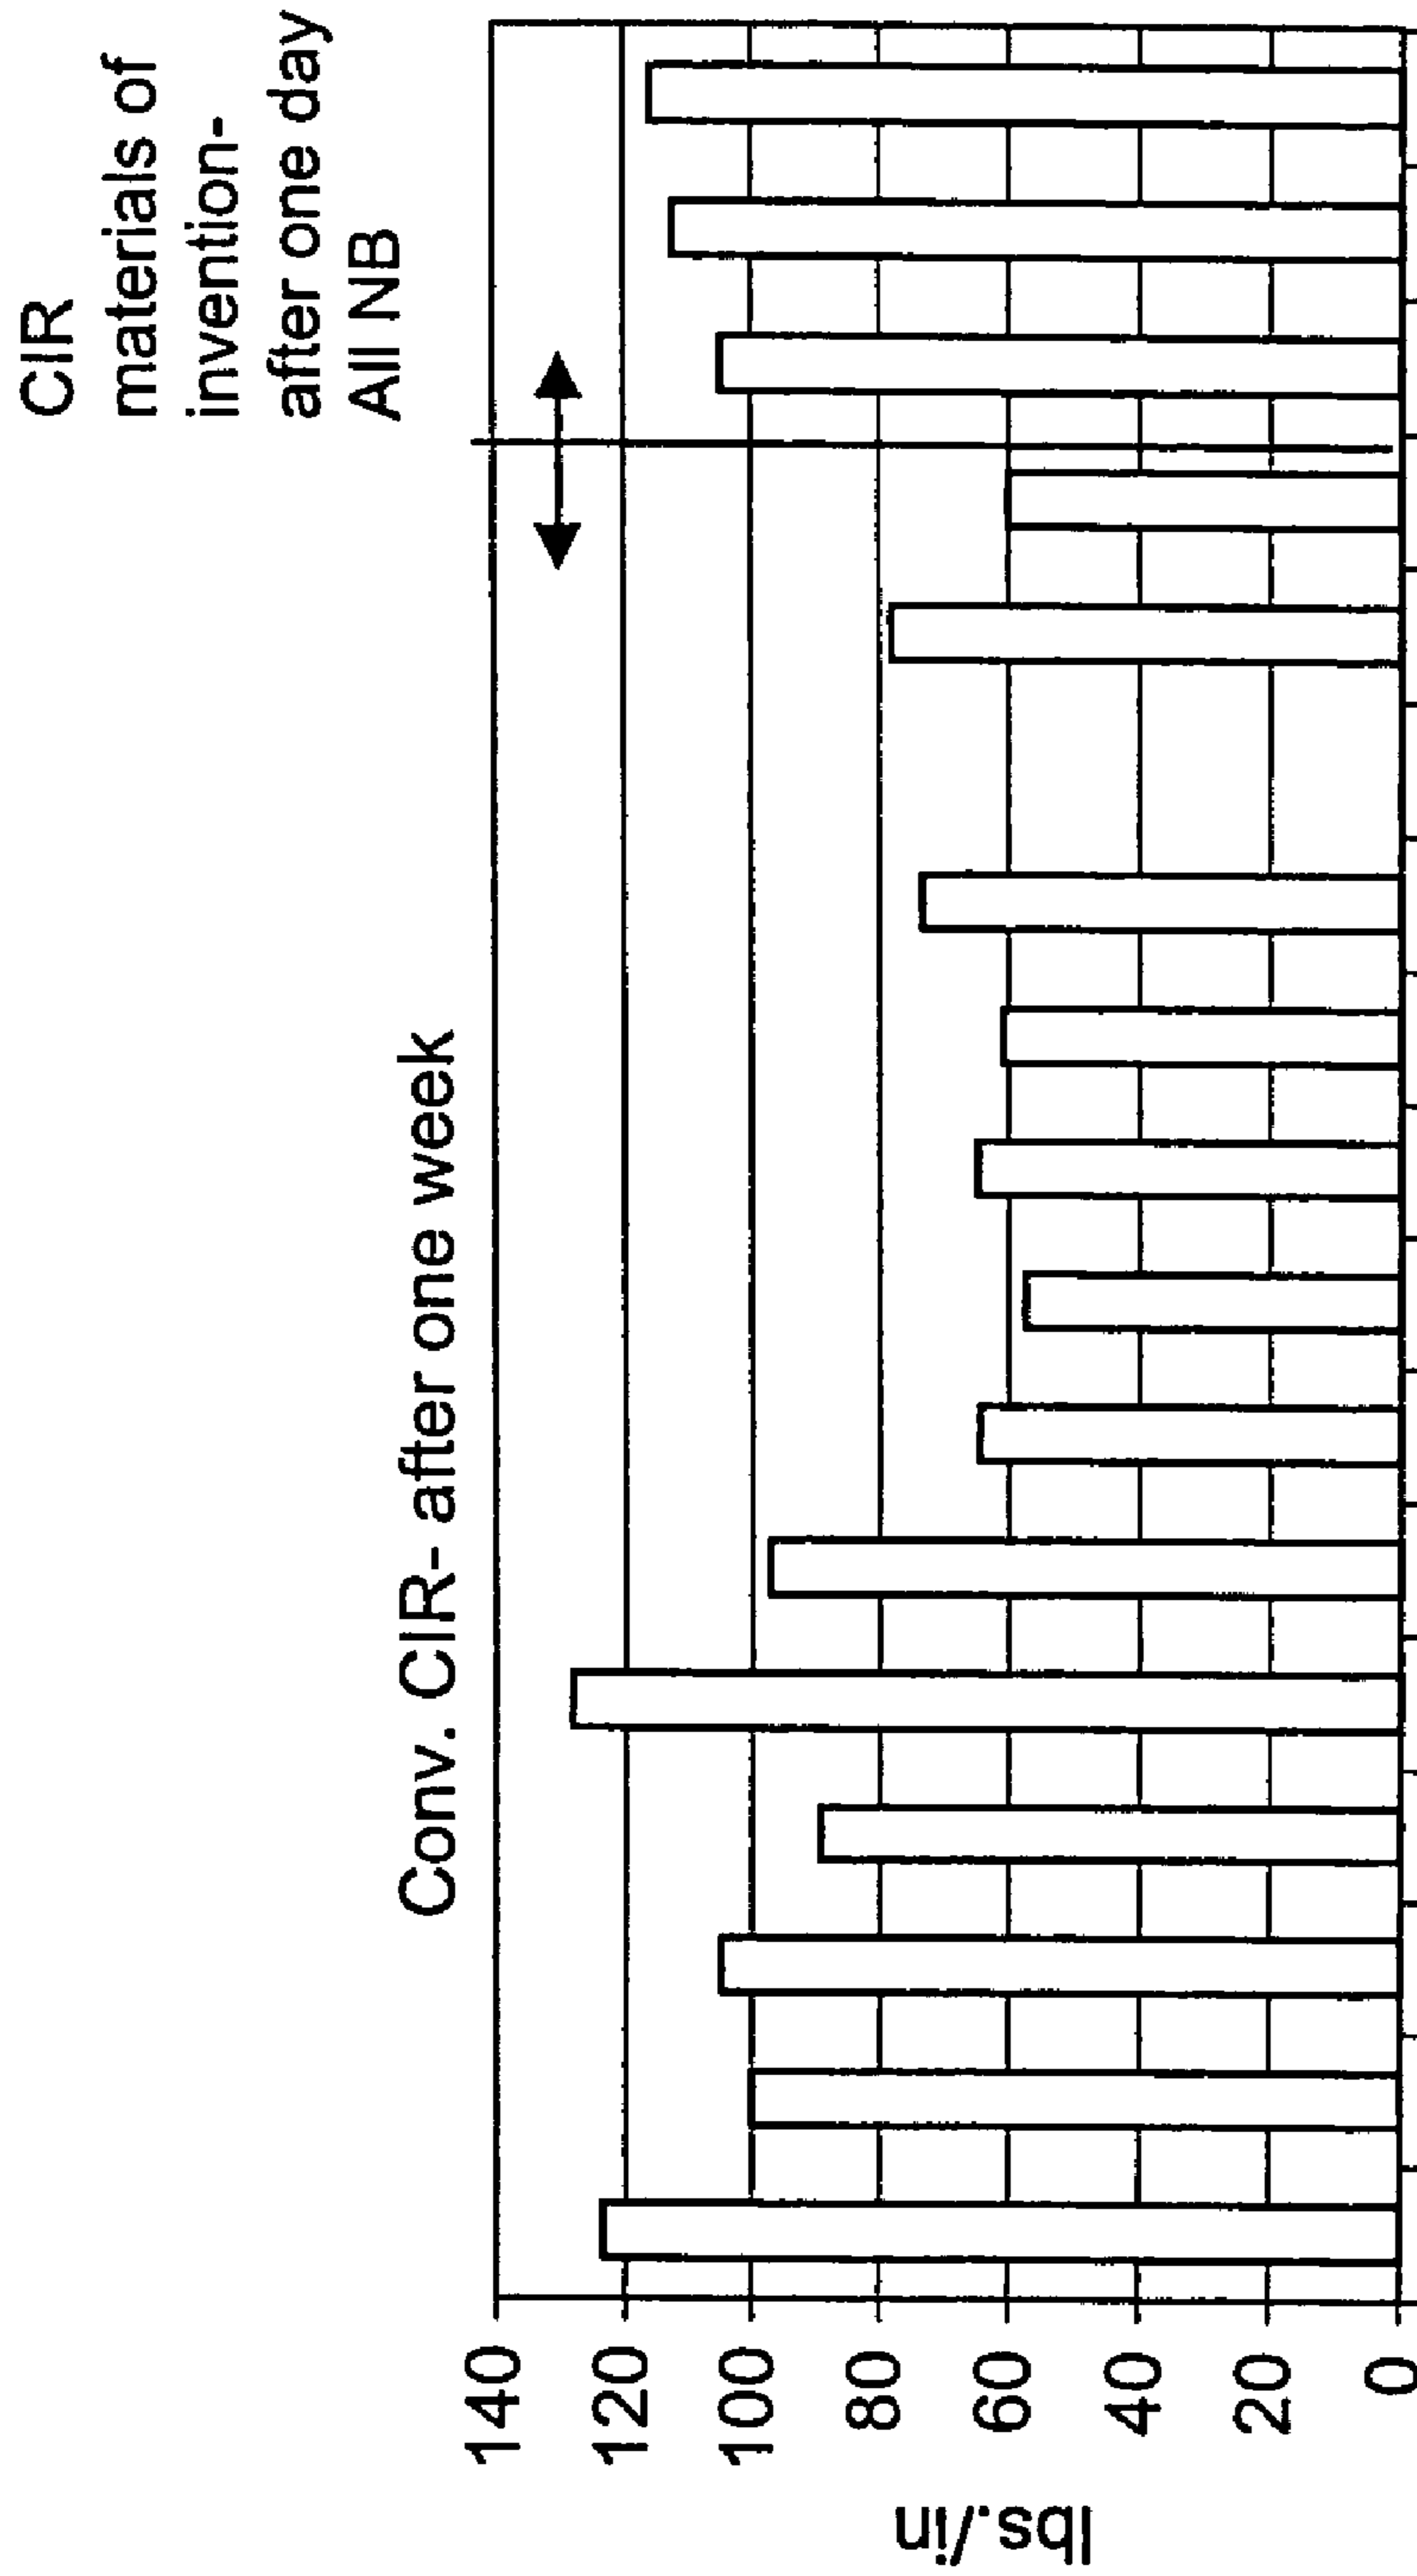 CIR
materials of
invention-
after one day
All NB
Conv. CIR- after one week
140
120
100
80
60
40
20
0
lbs./in